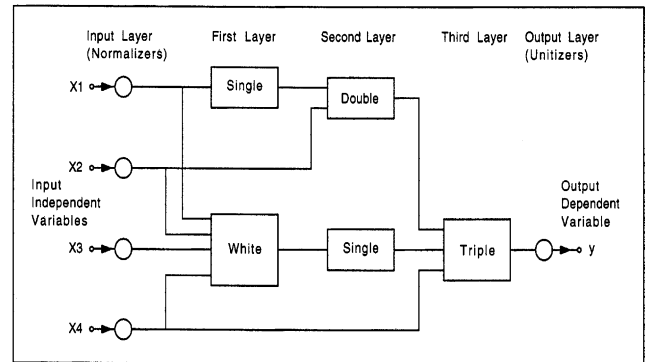 Input Layer
(Normalizers)
First Layer
Second Layer
Third Layer
Output Layer
(Unitizers)
X1
Single
Double
X2
Input
Independent
Variables
X3
White
Single
Triple
Output
Dependent
Variable
y
X4